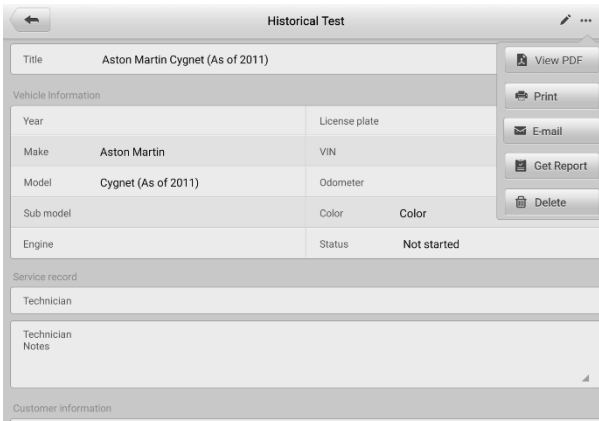 Historical Test
Title Aston Martin Cygnet (As of 2011)
View PDF
Print
E-mail
Get Report
Delete
Vehicle Information
Year License plate
Make Aston Martin VIN
Model Cygnet (As of 2011) Odometer
Sub model Color Color
Engine Status Not started
Service record
Technician
Technician
Notes
Customer information